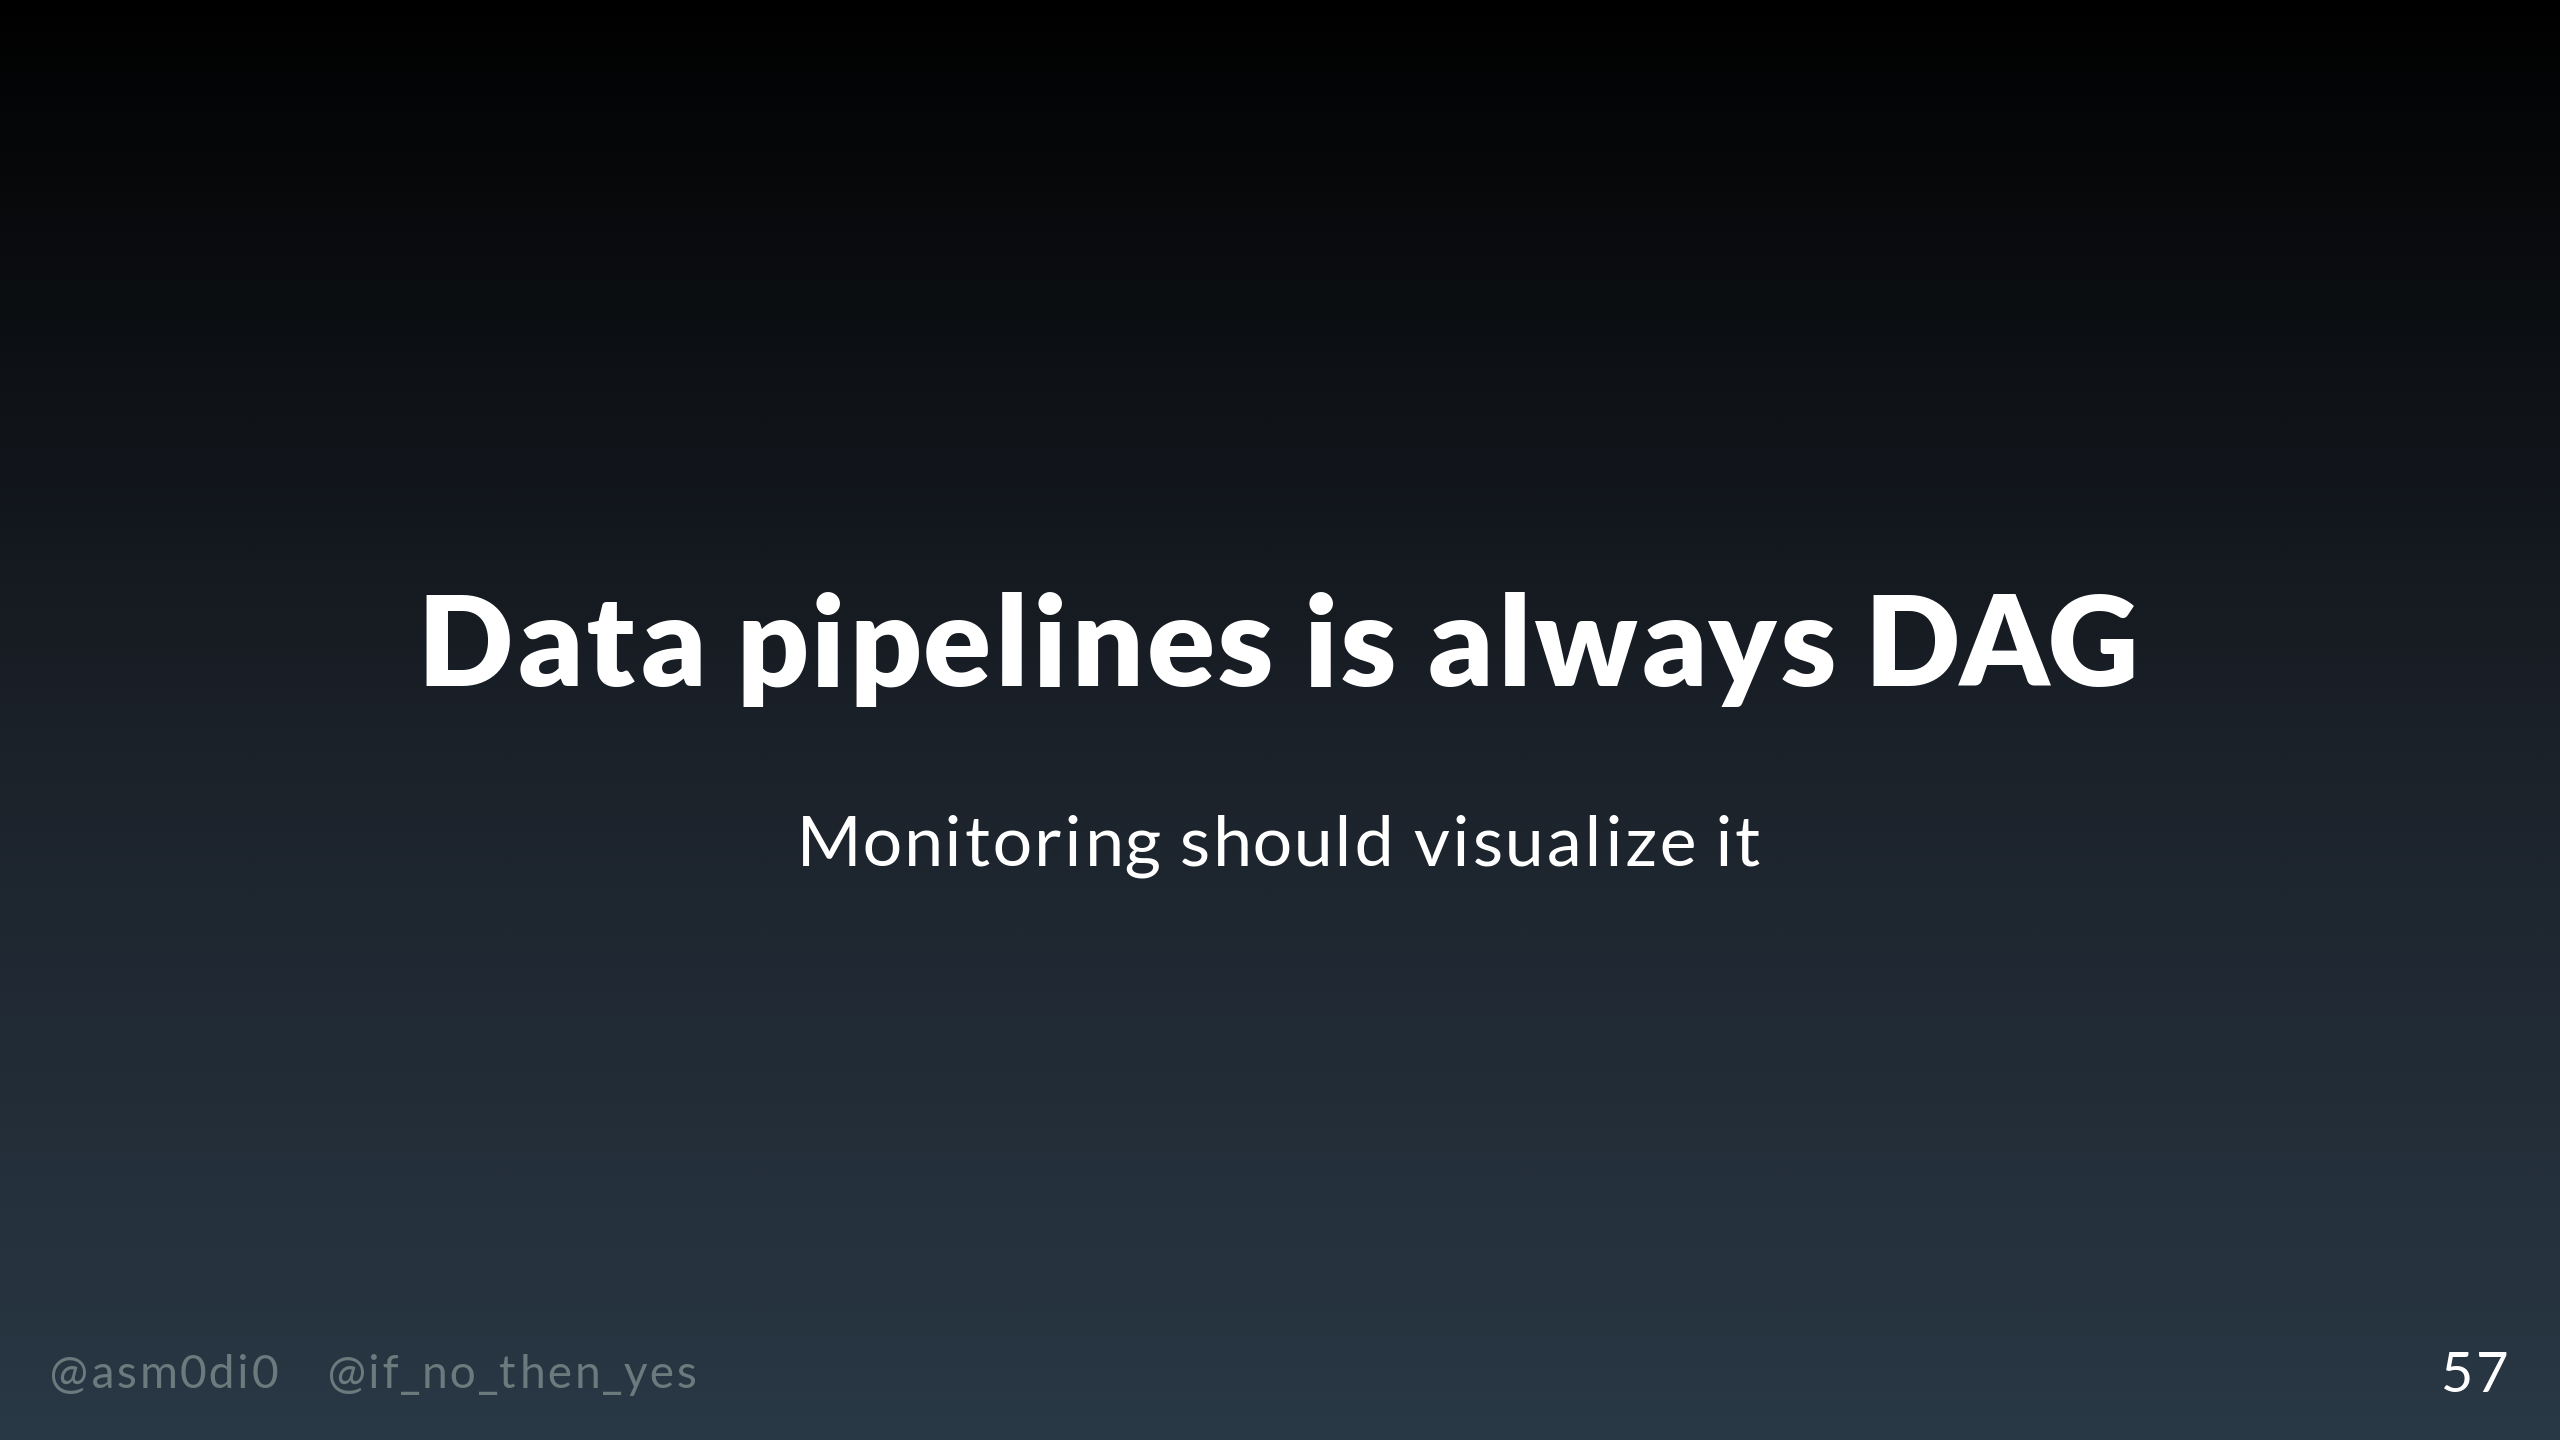 Data pipelines is always DAG
Monitoring should visualize it
@asm0di0 @if_no_then_yes
57